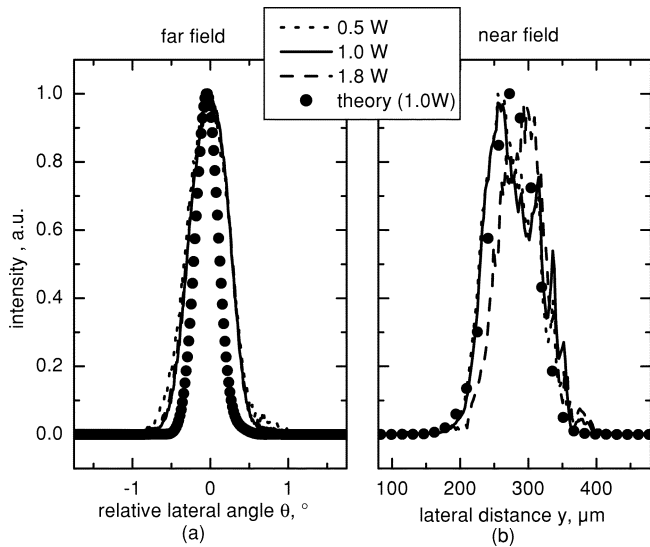 far field
near field
0.5 W
1.0 W
1.8 W
theory (1.0W)
intensity , a.u.
1.0
0.8
0.6
0.4
0.2
0.0
-1
0
1
200
300
400
100
relative lateral angle θ, °
lateral distance y, µm
(a)
(b)